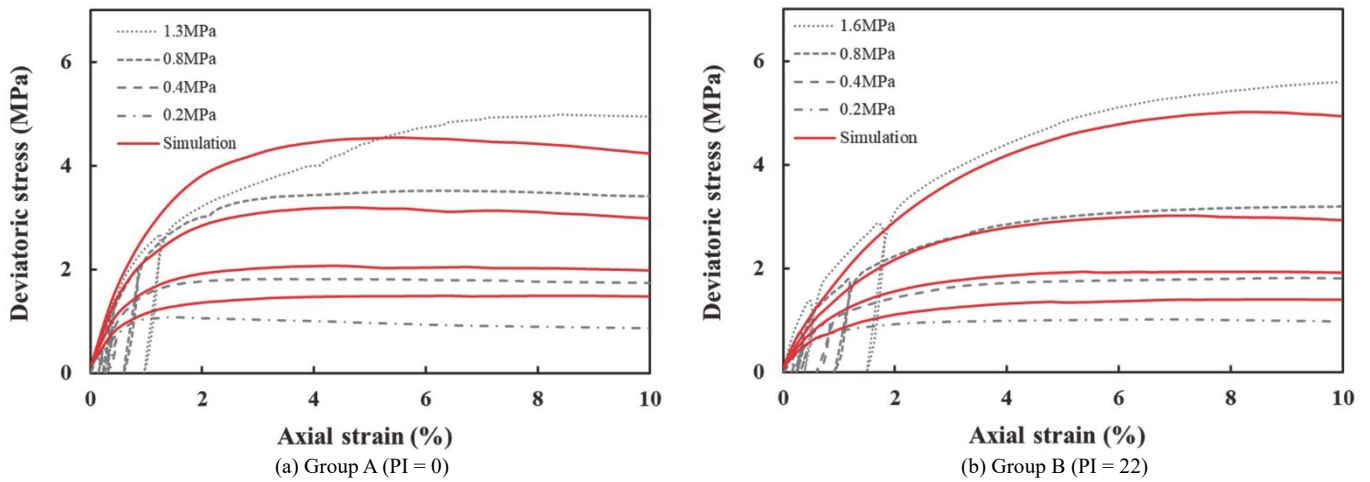 Deviatoric stress (MPa)
6
4
2
0
1.3MPa
0.8MPa
0.4MPa
0.2MPa
Simulation
0 2 4 6 8 10
Axial strain (%)
(a) Group A (PI = 0)
Deviatoric stress (MPa)
6
4
2
0
1.6MPa
0.8MPa
0.4MPa
0.2MPa
Simulation
0 2 4 6 8 10
Axial strain (%)
(b) Group B (PI = 22)